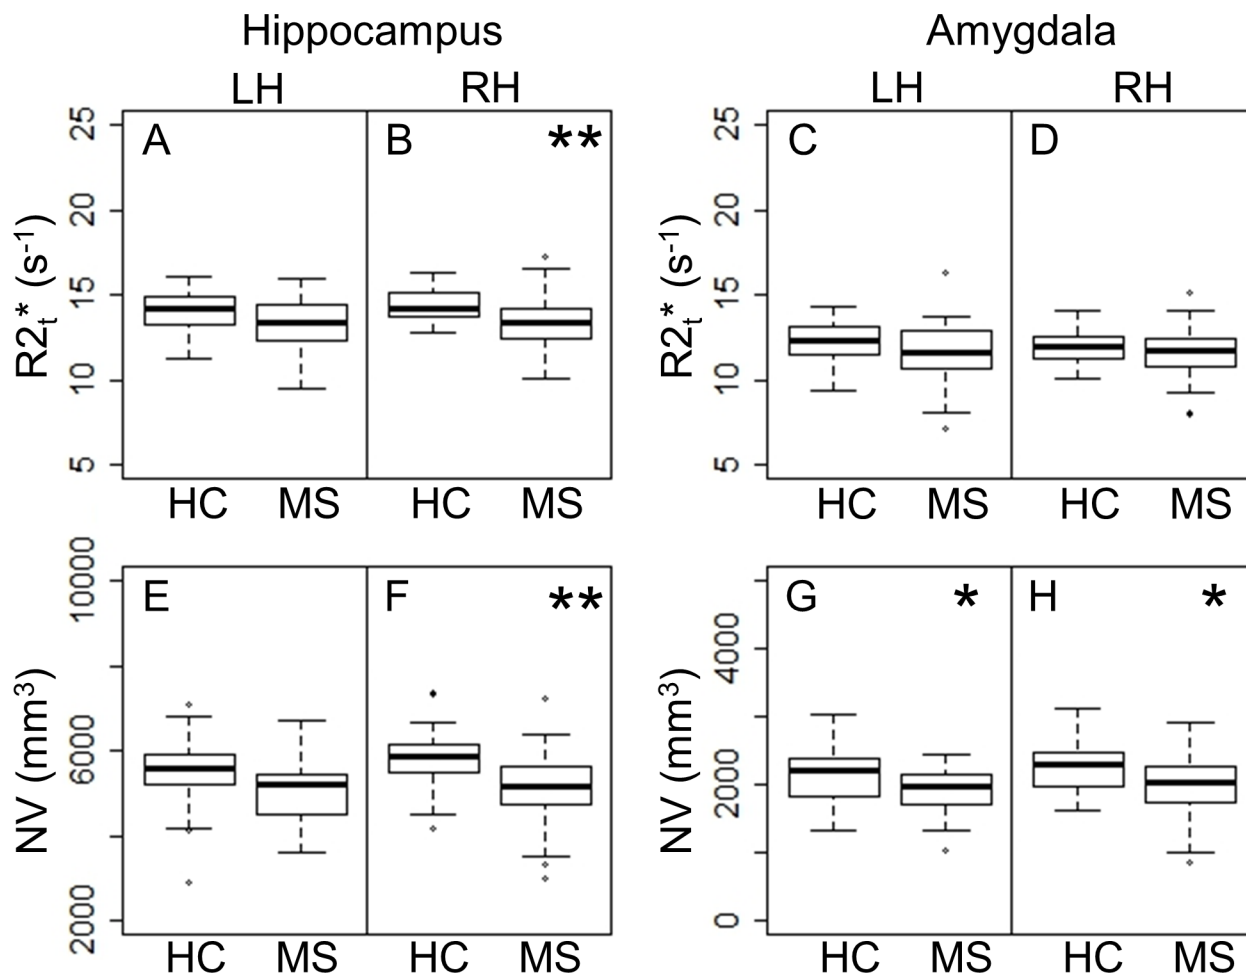 Hippocampus Amygdala
LH RH LH RH
A B ** C D
25 25
20 20
15 15
10 10
5 5
R2t* (s-1) R2t* (s-1)
HC MS HC MS HC MS HC MS
E F ** G * H *
10000
6000
2000
4000
2000
0
NV (mm3) NV (mm3)
HC MS HC MS HC MS HC MS